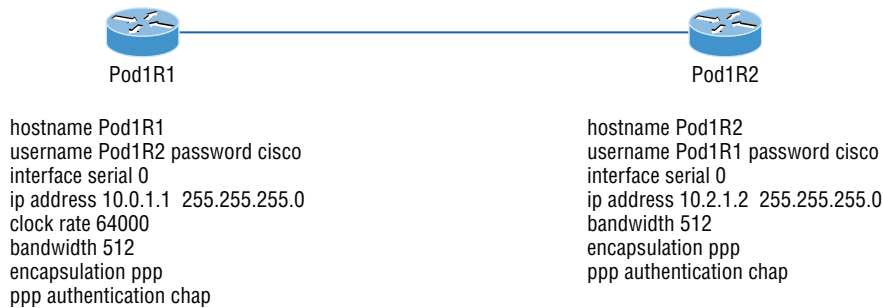 Pod1R1
Pod1R2
hostname Pod1R1
username Pod1R2 password cisco
interface serial 0
ip address 10.0.1.1  255.255.255.0
clock rate 64000
bandwidth 512
encapsulation ppp
ppp authentication chap
hostname Pod1R2
username Pod1R1 password cisco
interface serial 0
ip address 10.2.1.2  255.255.255.0
bandwidth 512
encapsulation ppp
ppp authentication chap